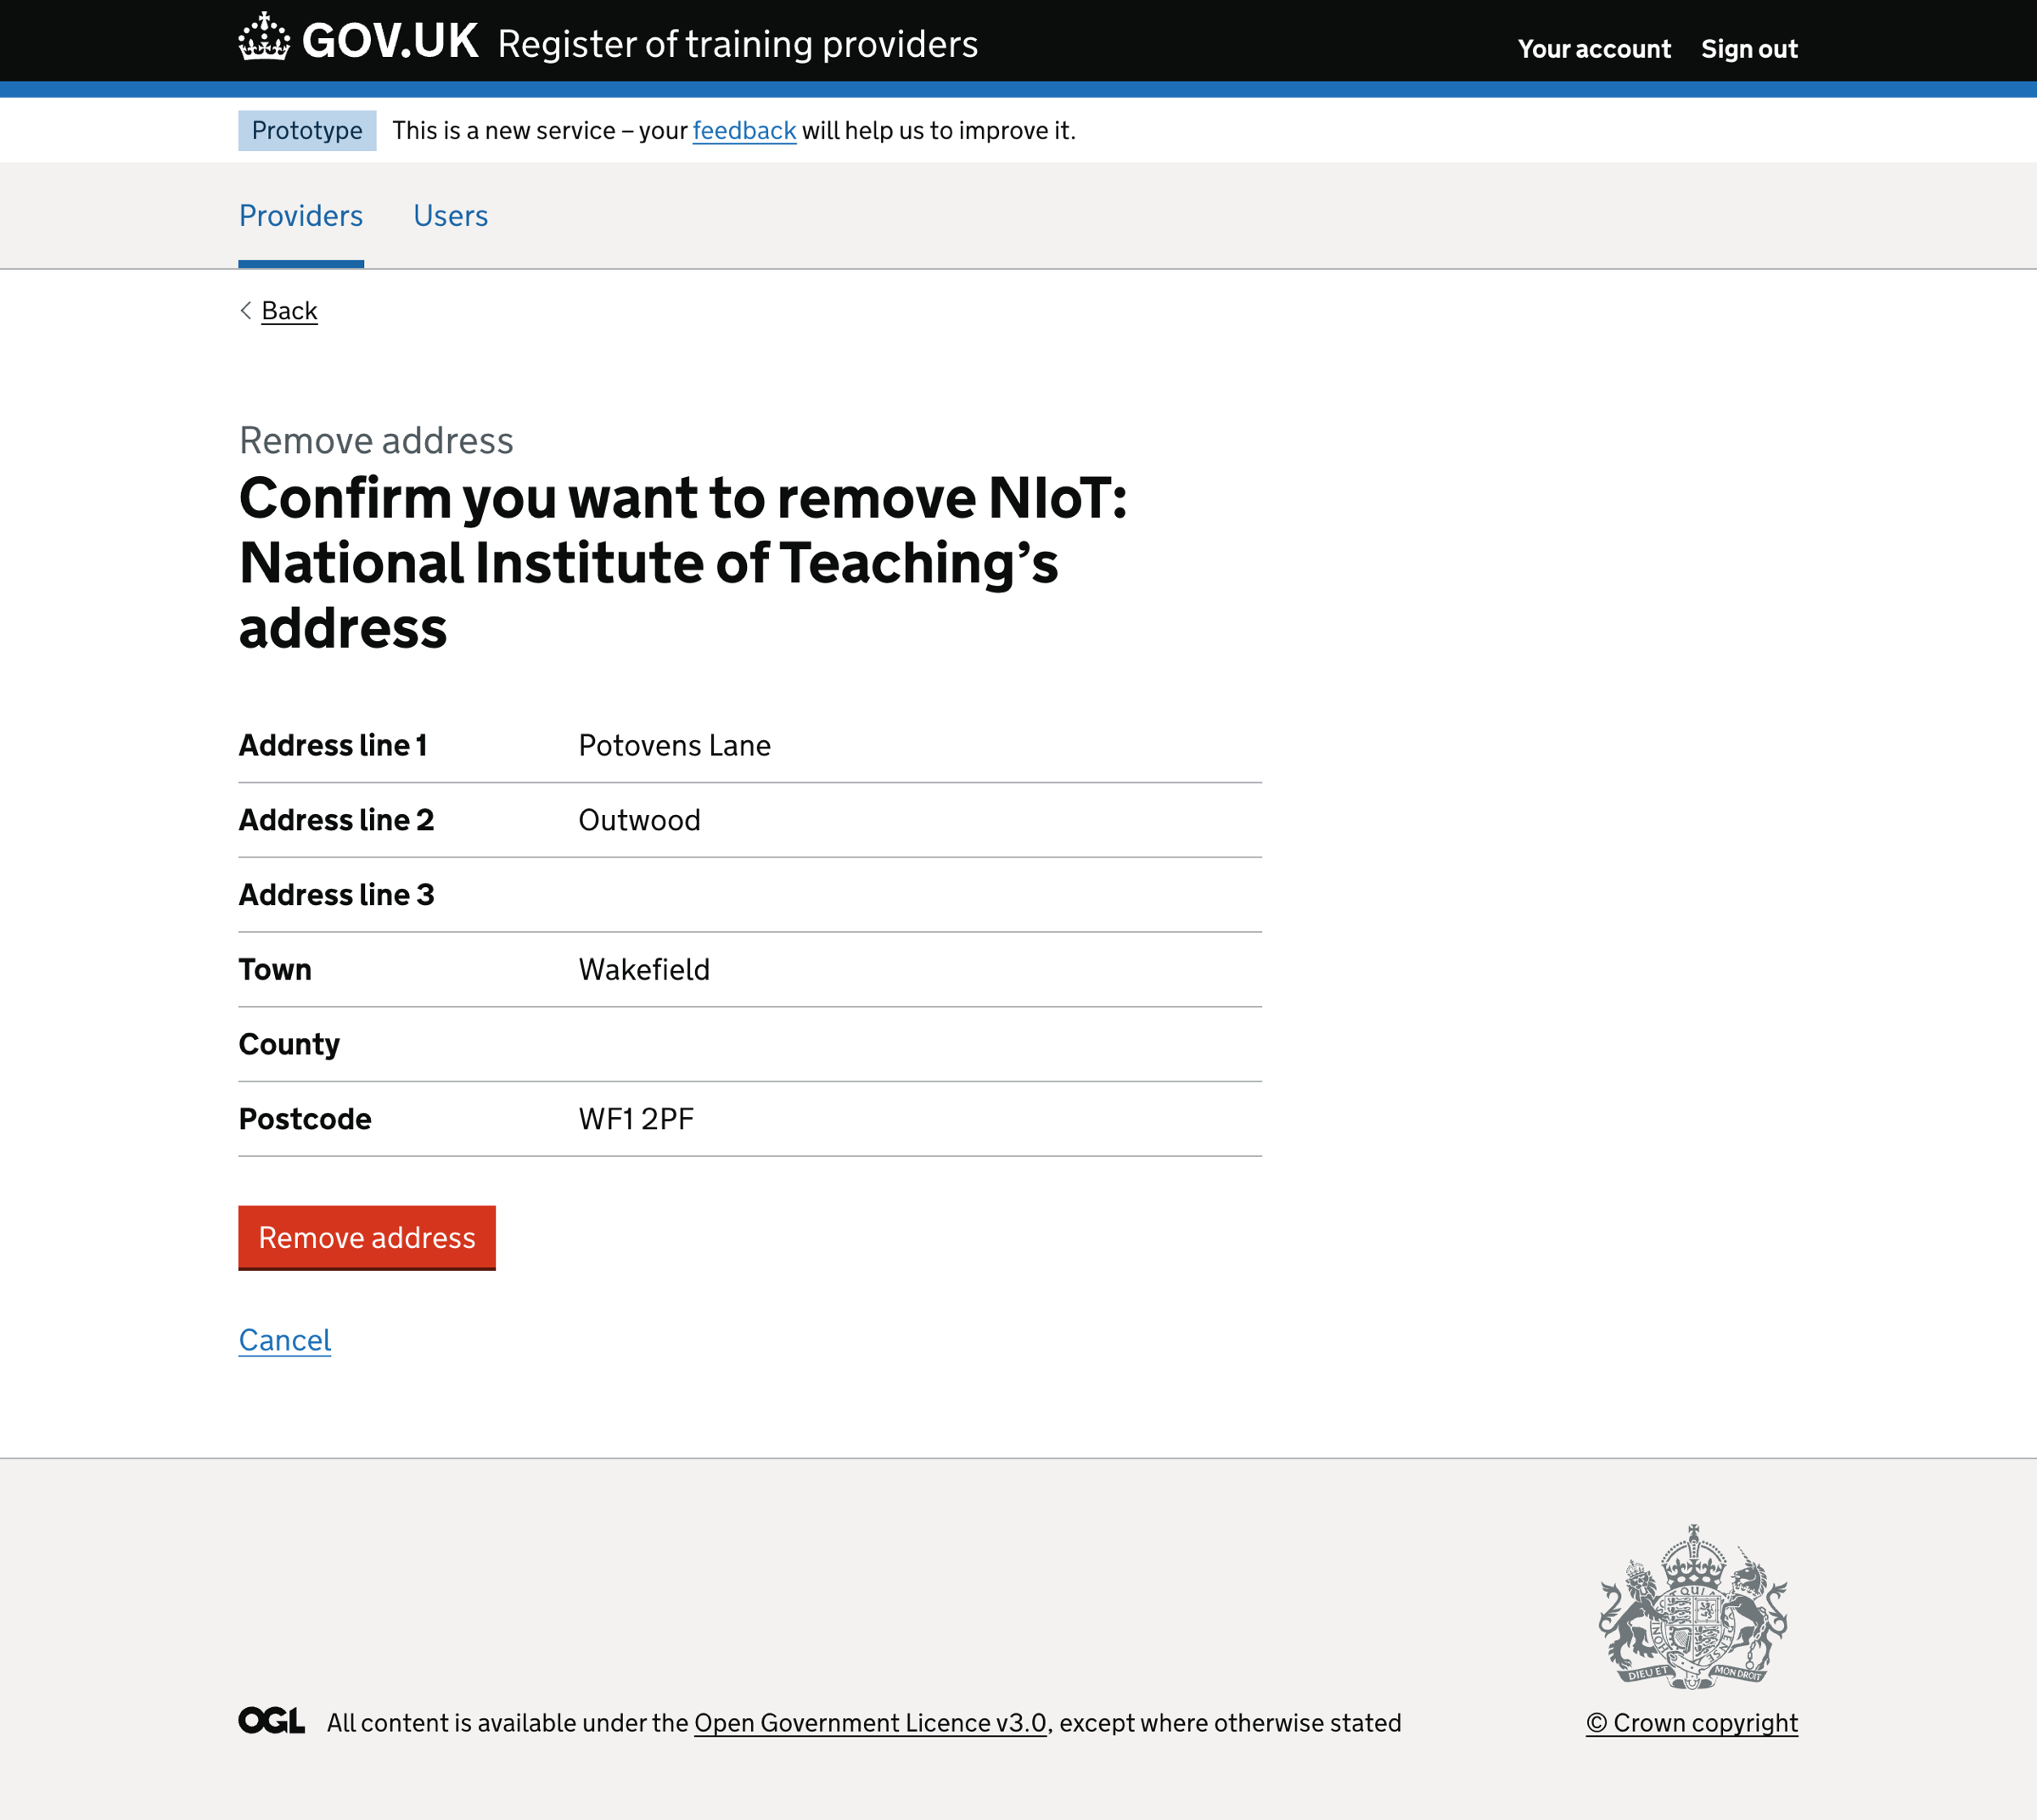 GOV.UK Register of training providers
Your account Sign out
Prototype This is a new service – your feedback will help us to improve it.
Providers Users
Back
Remove address
Confirm you want to remove NIoT:
National Institute of Teaching’s
address
Address line 1 Potovens Lane
Address line 2 Outwood
Address line 3
Town Wakefield
County
Postcode WF1 2PF
Remove address
Cancel
DIEU ET MON DROIT
OGL All content is available under the Open Government Licence v3.0, except where otherwise stated
© Crown copyright